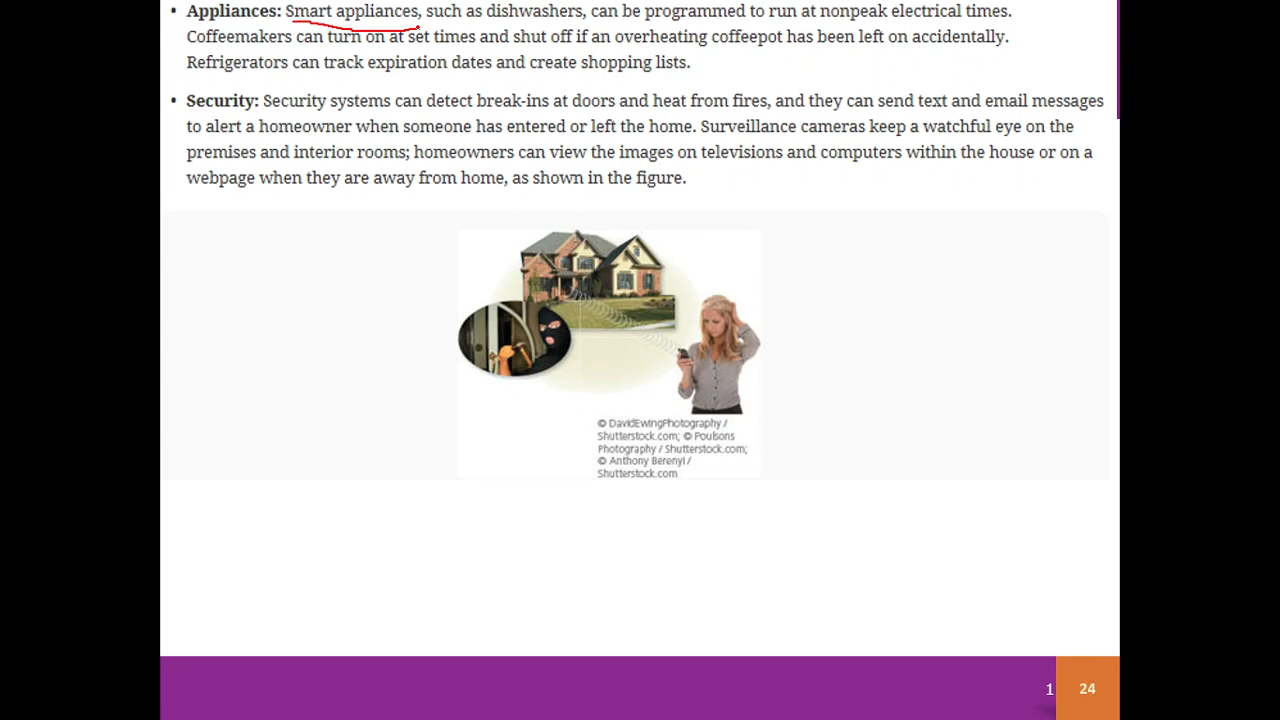 • Appliances: Smart appliances, such as dishwashers, can be programmed to run at nonpeak electrical times.
Coffeemakers can turn on at set times and shut off if an overheating coffeepot has been left on accidentally.
Refrigerators can track expiration dates and create shopping lists.
• Security: Security systems can detect break-ins at doors and heat from fires, and they can send text and email messages
to alert a homeowner when someone has entered or left the home. Surveillance cameras keep a watchful eye on the
premises and interior rooms; homeowners can view the images on televisions and computers within the house or on a
webpage when they are away from home, as shown in the figure.
© DavidEwingPhotography /
Shutterstock.com; © Poulsons
Photography / Shutterstock.com;
© Anthony Berenyi /
Shutterstock.com
1 24